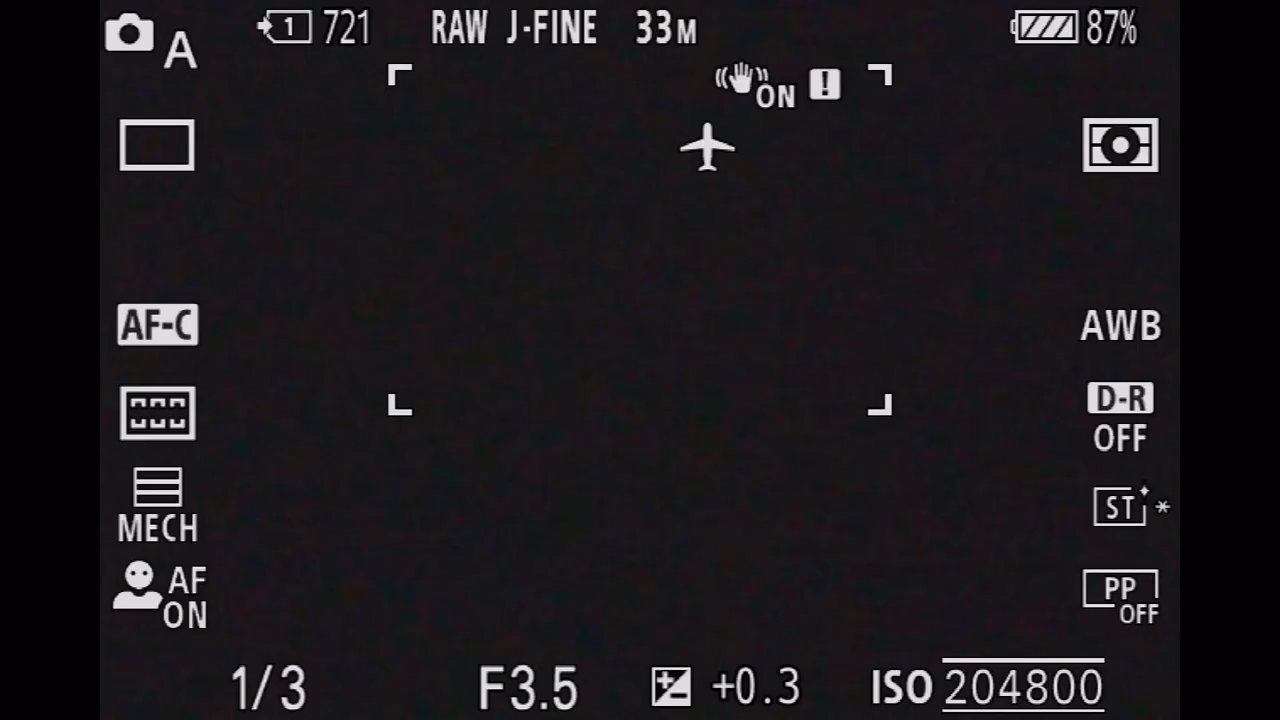 A 1 721 RAW J-FINE 33M 87%
ON !
AF-C AWB
D-R
OFF
MECH ST*
AF
ON
PP
OFF
1/3 F3.5 +0.3 ISO 204800